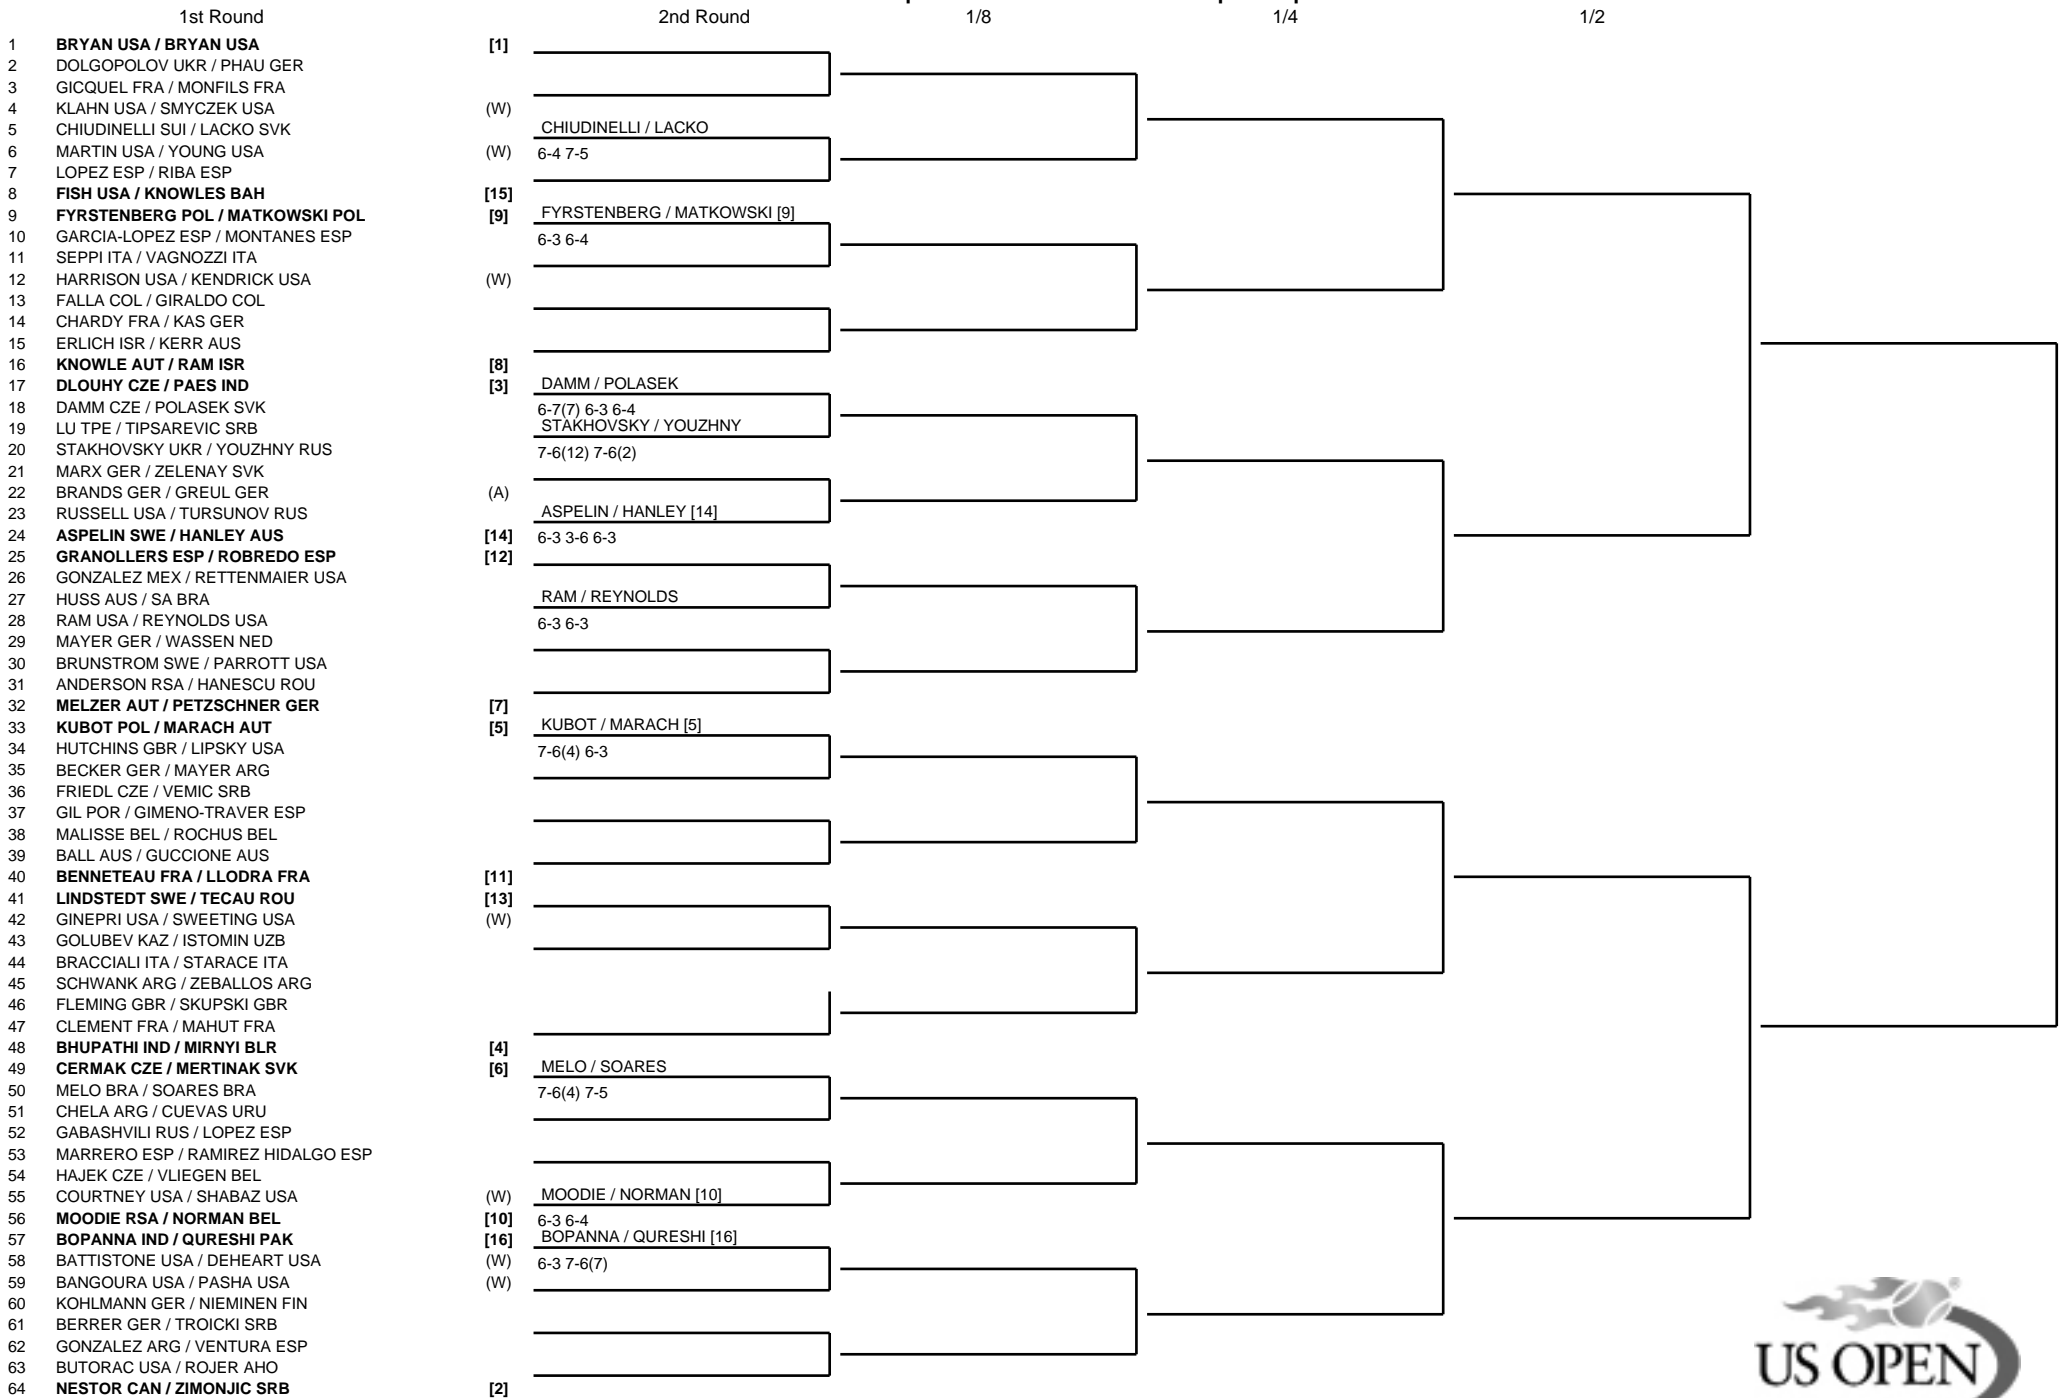 1st Round 2nd Round 1/8 1/4 1/2
1 BRYAN USA / BRYAN USA [1]
2 DOLGOPOLOV UKR / PHAU GER
3 GICQUEL FRA / MONFILS FRA
4 KLAHN USA / SMYCZEK USA (W)
5 CHIUDINELLI SUI / LACKO SVK CHIUDINELLI / LACKO
6 MARTIN USA / YOUNG USA (W) 6-4 7-5
7 LOPEZ ESP / RIBA ESP
8 FISH USA / KNOWLES BAH [15]
9 FYRSTENBERG POL / MATKOWSKI POL [9] FYRSTENBERG / MATKOWSKI [9]
10 GARCIA-LOPEZ ESP / MONTANES ESP 6-3 6-4
11 SEPPI ITA / VAGNOZZI ITA
12 HARRISON USA / KENDRICK USA (W)
13 FALLA COL / GIRALDO COL
14 CHARDY FRA / KAS GER
15 ERLICH ISR / KERR AUS
16 KNOWLE AUT / RAM ISR [8]
17 DLOUHY CZE / PAES IND [3] DAMM / POLASEK
18 DAMM CZE / POLASEK SVK 6-7(7) 6-3 6-4
19 LU TPE / TIPSAREVIC SRB STAKHOVSKY / YOUZHNY
20 STAKHOVSKY UKR / YOUZHNY RUS 7-6(12) 7-6(2)
21 MARX GER / ZELENAY SVK
22 BRANDS GER / GREUL GER (A)
23 RUSSELL USA / TURSUNOV RUS ASPELIN / HANLEY [14]
24 ASPELIN SWE / HANLEY AUS [14] 6-3 3-6 6-3
25 GRANOLLERS ESP / ROBREDO ESP [12]
26 GONZALEZ MEX / RETTENMAIER USA
27 HUSS AUS / SA BRA RAM / REYNOLDS
28 RAM USA / REYNOLDS USA 6-3 6-3
29 MAYER GER / WASSEN NED
30 BRUNSTROM SWE / PARROTT USA
31 ANDERSON RSA / HANESCU ROU
32 MELZER AUT / PETZSCHNER GER [7]
33 KUBOT POL / MARACH AUT [5] KUBOT / MARACH [5]
34 HUTCHINS GBR / LIPSKY USA 7-6(4) 6-3
35 BECKER GER / MAYER ARG
36 FRIEDL CZE / VEMIC SRB
37 GIL POR / GIMENO-TRAVER ESP
38 MALISSE BEL / ROCHUS BEL
39 BALL AUS / GUCCIONE AUS
40 BENNETEAU FRA / LLODRA FRA [11]
41 LINDSTEDT SWE / TECAU ROU [13]
42 GINEPRI USA / SWEETING USA (W)
43 GOLUBEV KAZ / ISTOMIN UZB
44 BRACCIALI ITA / STARACE ITA
45 SCHWANK ARG / ZEBALLOS ARG
46 FLEMING GBR / SKUPSKI GBR
47 CLEMENT FRA / MAHUT FRA
48 BHUPATHI IND / MIRNYI BLR [4]
49 CERMAK CZE / MERTINAK SVK [6] MELO / SOARES
50 MELO BRA / SOARES BRA 7-6(4) 7-5
51 CHELA ARG / CUEVAS URU
52 GABASHVILI RUS / LOPEZ ESP
53 MARRERO ESP / RAMIREZ HIDALGO ESP
54 HAJEK CZE / VLIEGEN BEL
55 COURTNEY USA / SHABAZ USA (W) MOODIE / NORMAN [10]
56 MOODIE RSA / NORMAN BEL [10] 6-3 6-4
57 BOPANNA IND / QURESHI PAK [16] BOPANNA / QURESHI [16]
58 BATTISTONE USA / DEHEART USA (W) 6-3 7-6(7)
59 BANGOURA USA / PASHA USA (W)
60 KOHLMANN GER / NIEMINEN FIN
61 BERRER GER / TROICKI SRB
62 GONZALEZ ARG / VENTURA ESP
63 BUTORAC USA / ROJER AHO
64 NESTOR CAN / ZIMONJIC SRB [2]
US OPEN